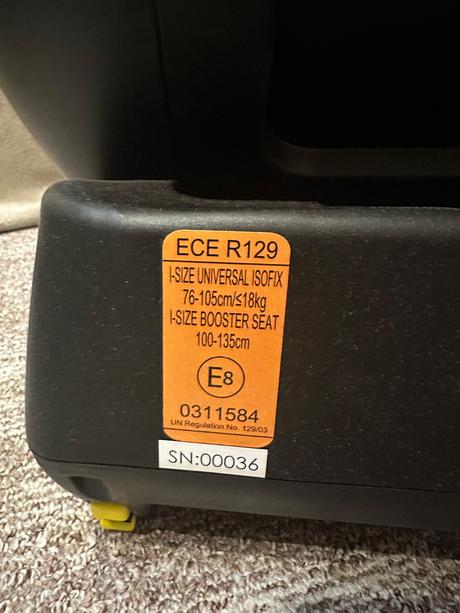 ECE R129
I-SIZE UNIVERSAL ISOFIX
76-105cm/≤18kg
I-SIZE BOOSTER SEAT
100-135cm
E8
0311584
UN Regulation No. 129/03
SN:00036